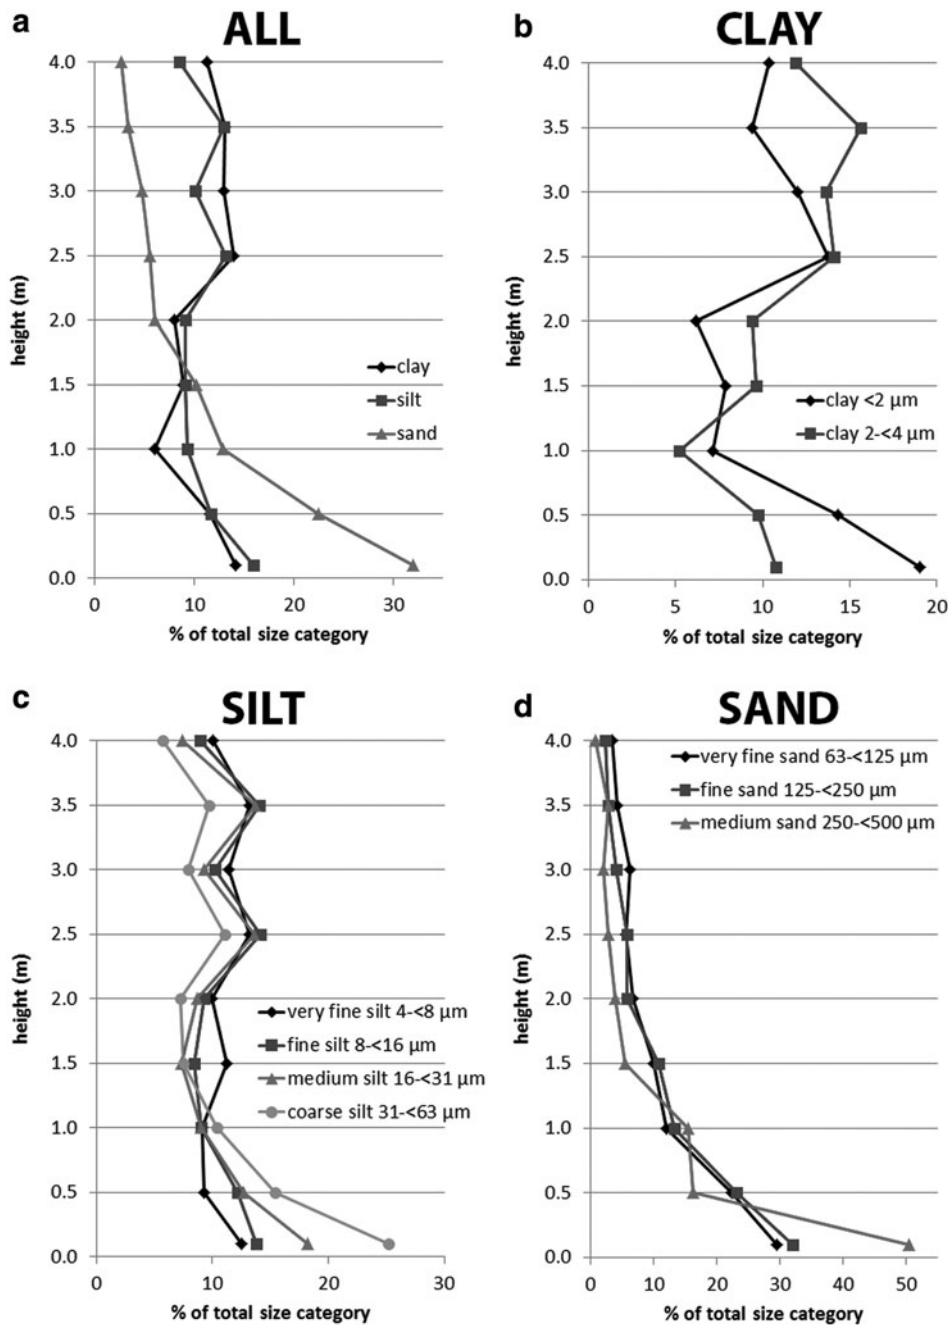 a
ALL
4.0
3.5
3.0
2.5
2.0
1.5
1.0
0.5
0.0
height (m)
clay
silt
sand
0 10 20 30
% of total size category
b
CLAY
4.0
3.5
3.0
2.5
2.0
1.5
1.0
0.5
0.0
height (m)
clay <2 µm
clay 2-<4 µm
0 5 10 15 20
% of total size category
c
SILT
4.0
3.5
3.0
2.5
2.0
1.5
1.0
0.5
0.0
height (m)
very fine silt 4-<8 µm
fine silt 8-<16 µm
medium silt 16-<31 µm
coarse silt 31-<63 µm
0 10 20 30
% of total size category
d
SAND
4.0
3.5
3.0
2.5
2.0
1.5
1.0
0.5
0.0
height (m)
very fine sand 63-<125 µm
fine sand 125-<250 µm
medium sand 250-<500 µm
0 10 20 30 40 50
% of total size category